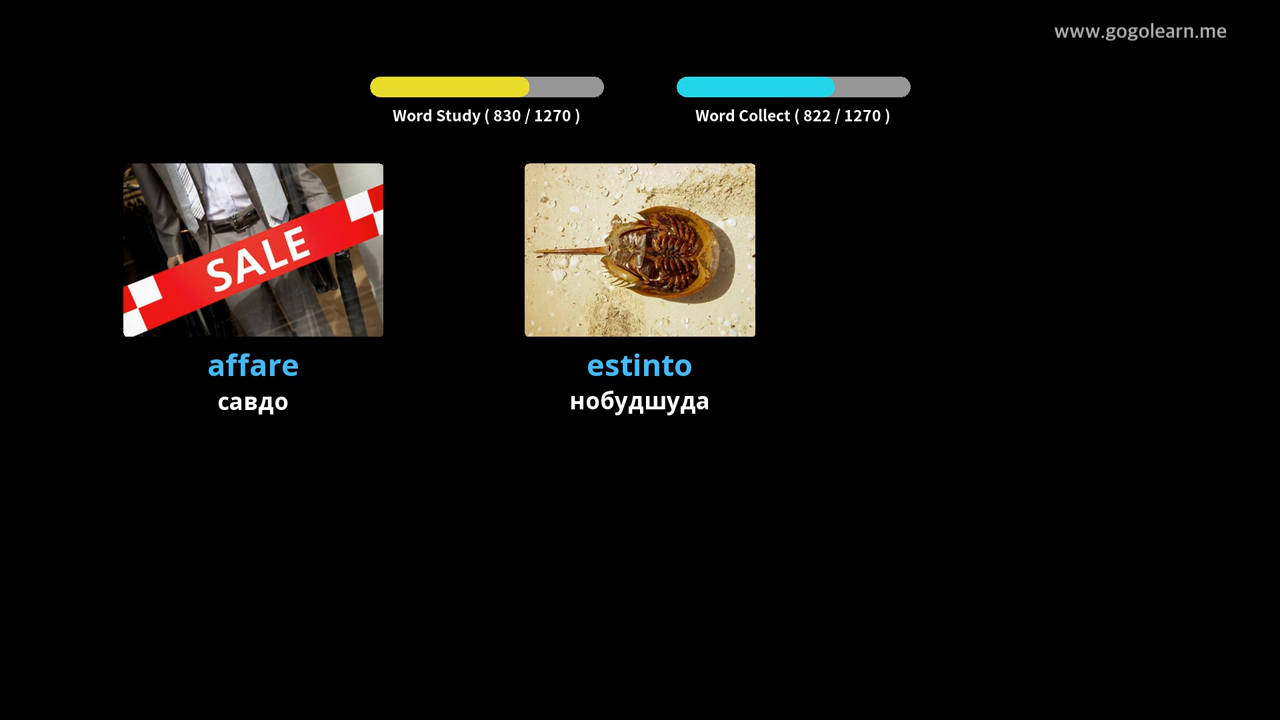 www.gogolearn.me
Word Study ( 830 / 1270 )
Word Collect ( 822 / 1270 )
SALE
affare
савдо
estinto
нобудшуда